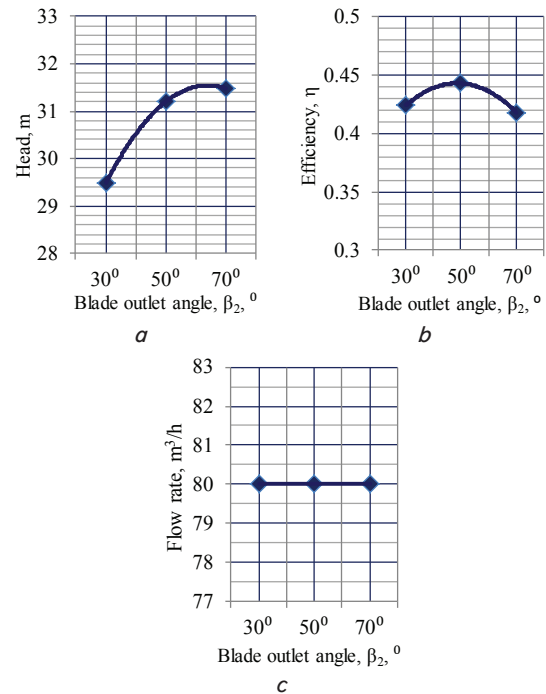 Head, m
33
32
31
30
29
28
30⁰ 50⁰ 70⁰
Blade outlet angle, β₂, ⁰
a
Efficiency, η
0.5
0.45
0.4
0.35
0.3
30⁰ 50⁰ 70⁰
Blade outlet angle, β₂, ⁰
b
Flow rate, m³/h
83
82
81
80
79
78
77
30⁰ 50⁰ 70⁰
Blade outlet angle, β₂, ⁰
c